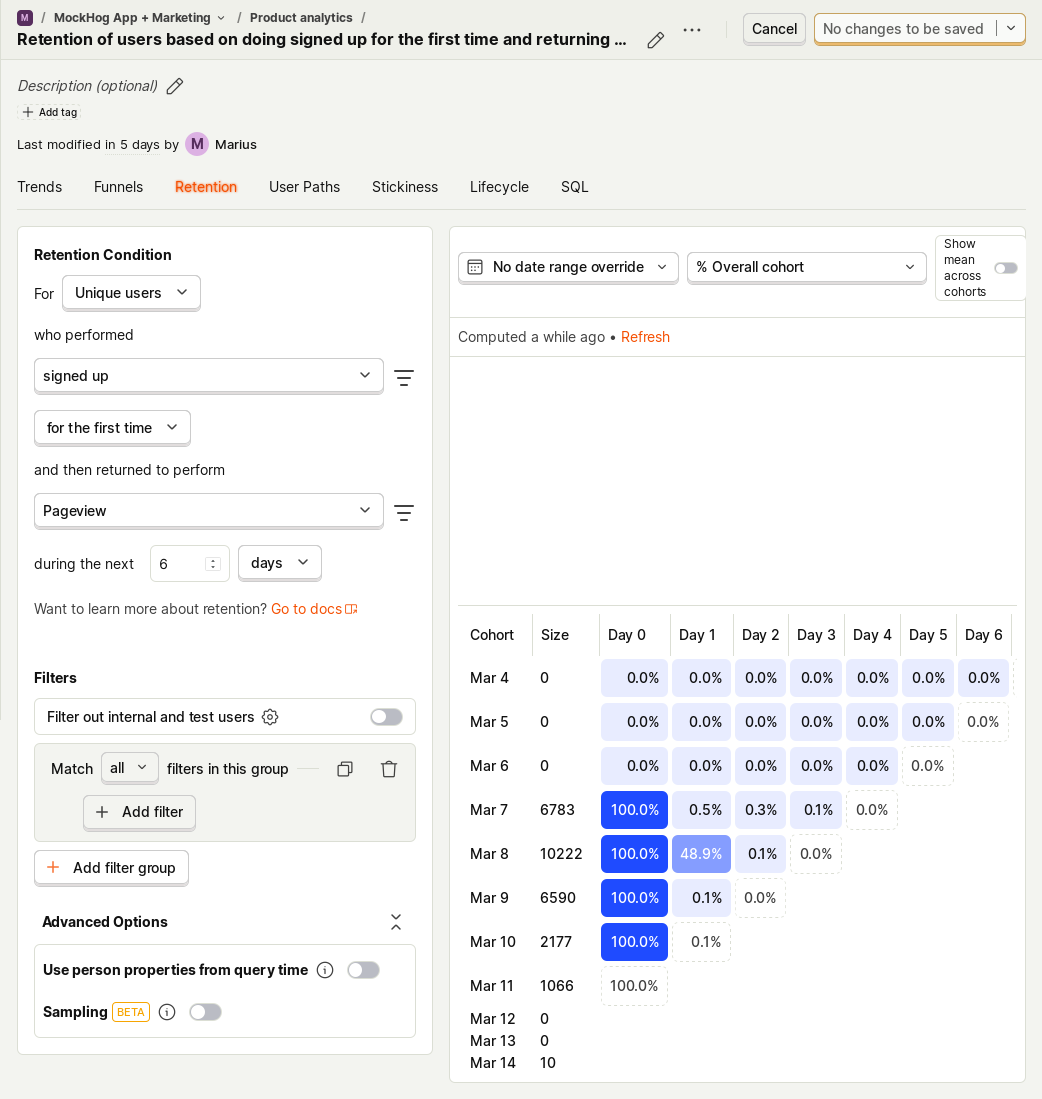 M / MockHog App + Marketing / Product analytics /
Retention of users based on doing signed up for the first time and returning ...
Cancel
No changes to be saved
Description (optional)
Add tag
Last modified in 5 days by M Marius
Trends Funnels Retention User Paths Stickiness Lifecycle SQL
Retention Condition
For Unique users
who performed
signed up
for the first time
and then returned to perform
Pageview
during the next 6 days
Want to learn more about retention? Go to docs
Filters
Filter out internal and test users
Match all filters in this group
Add filter
Add filter group
Advanced Options
Use person properties from query time
Sampling BETA
No date range override
% Overall cohort
Show
mean
across
cohorts
Computed a while ago • Refresh
Cohort Size Day 0 Day 1 Day 2 Day 3 Day 4 Day 5 Day 6
Mar 4 0 0.0% 0.0% 0.0% 0.0% 0.0% 0.0% 0.0%
Mar 5 0 0.0% 0.0% 0.0% 0.0% 0.0% 0.0% 0.0%
Mar 6 0 0.0% 0.0% 0.0% 0.0% 0.0% 0.0%
Mar 7 6783 100.0% 0.5% 0.3% 0.1% 0.0%
Mar 8 10222 100.0% 48.9% 0.1% 0.0%
Mar 9 6590 100.0% 0.1% 0.0%
Mar 10 2177 100.0% 0.1%
Mar 11 1066 100.0%
Mar 12 0
Mar 13 0
Mar 14 10